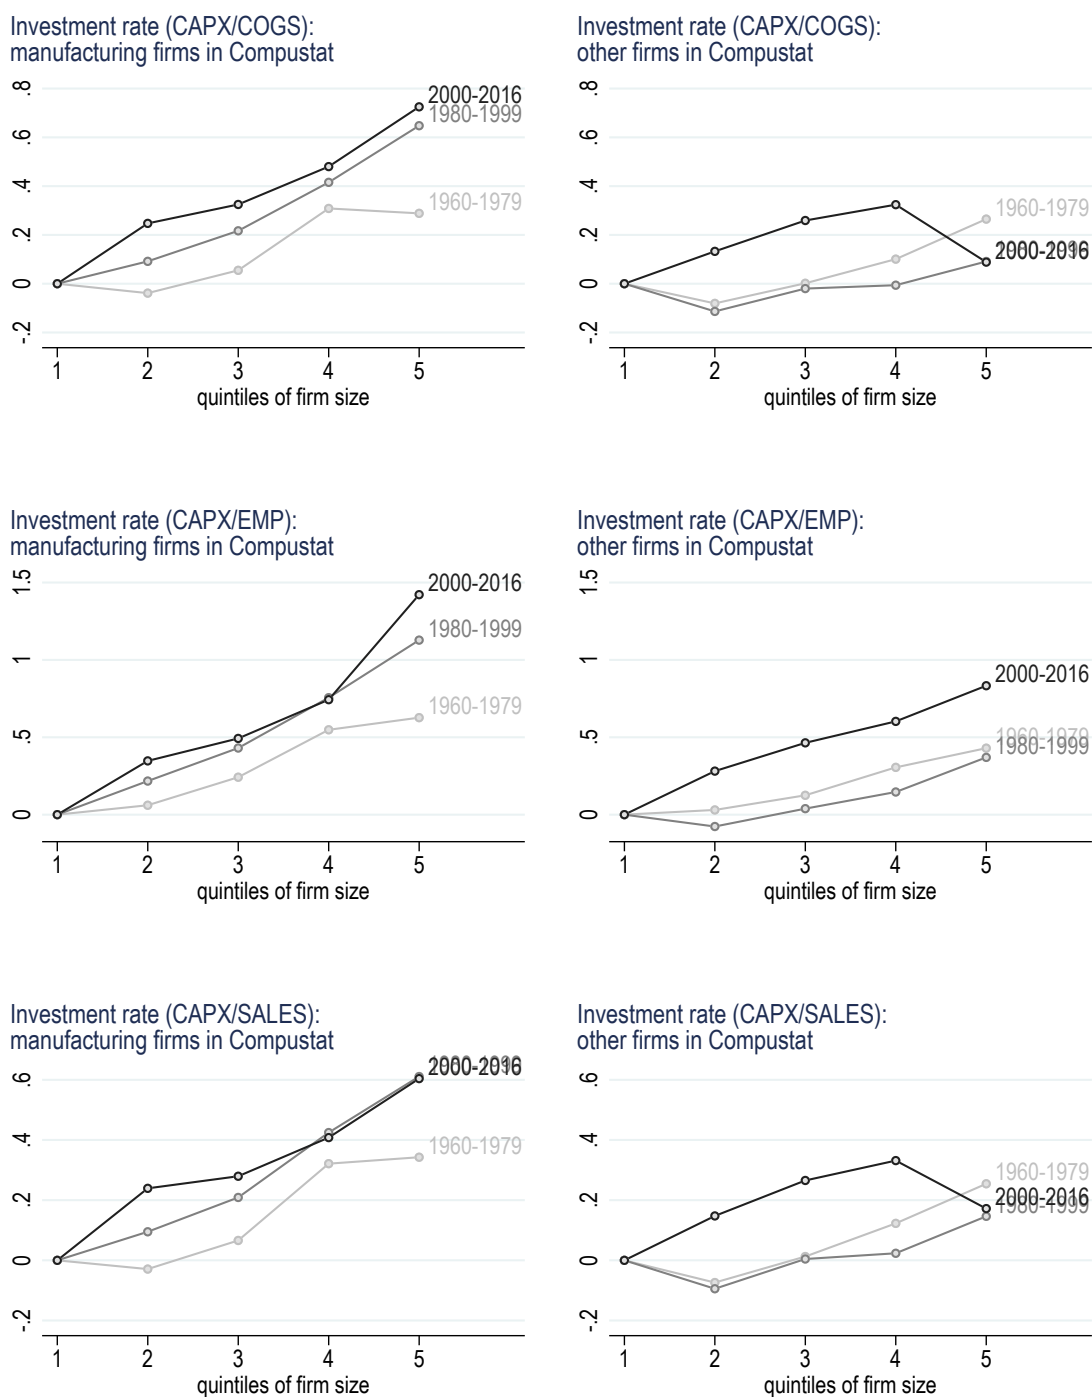 Investment rate (CAPX/COGS):
manufacturing firms in Compustat
.8
.6
.4
.2
0
-.2
2000-2016
1980-1999
1960-1979
1 2 3 4 5
quintiles of firm size
Investment rate (CAPX/COGS):
other firms in Compustat
.8
.6
.4
.2
0
-.2
1960-1979
2000-2016
1 2 3 4 5
quintiles of firm size
Investment rate (CAPX/EMP):
manufacturing firms in Compustat
1.5
1
.5
0
2000-2016
1980-1999
1960-1979
1 2 3 4 5
quintiles of firm size
Investment rate (CAPX/EMP):
other firms in Compustat
1.5
1
.5
0
2000-2016
1960-1979
1980-1999
1 2 3 4 5
quintiles of firm size
Investment rate (CAPX/SALES):
manufacturing firms in Compustat
.6
.4
.2
0
-.2
2000-2016
1960-1979
1 2 3 4 5
quintiles of firm size
Investment rate (CAPX/SALES):
other firms in Compustat
.6
.4
.2
0
-.2
1960-1979
2000-2016
1980-1999
1 2 3 4 5
quintiles of firm size